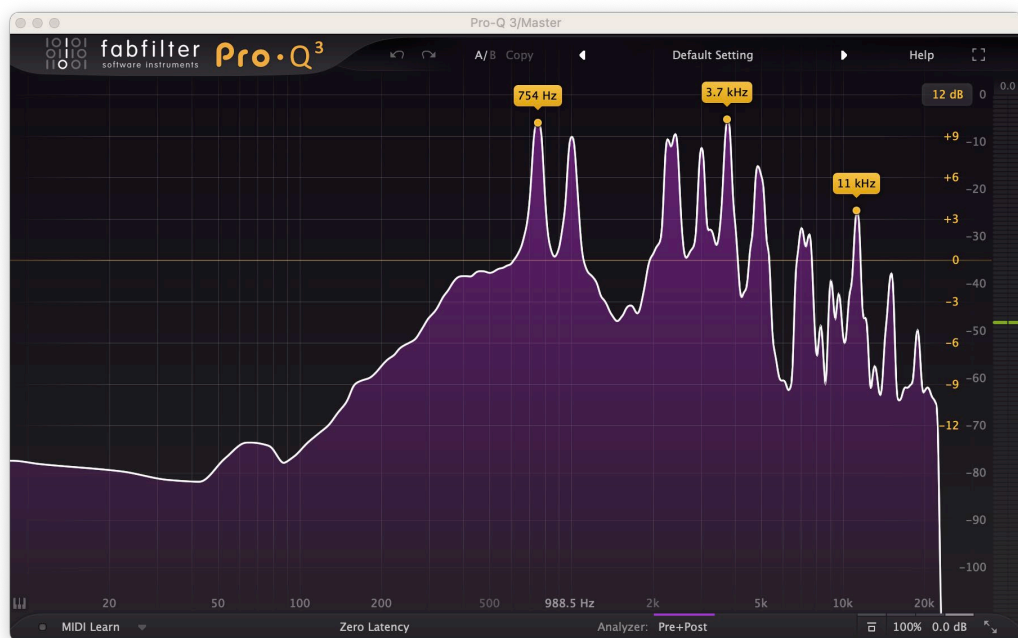 Pro-Q 3/Master
fabfilter
software instruments
Pro·Q³
A/B Copy
Default Setting
Help
12 dB
0
0.0
754 Hz
3.7 kHz
11 kHz
+9
-10
+6
-20
+3
-30
0
-40
-3
-50
-6
-60
-9
-12
-70
-80
-90
-100
20
50
100
200
500
988.5 Hz
2k
5k
10k
20k
MIDI Learn
Zero Latency
Analyzer:
Pre+Post
100%
0.0 dB